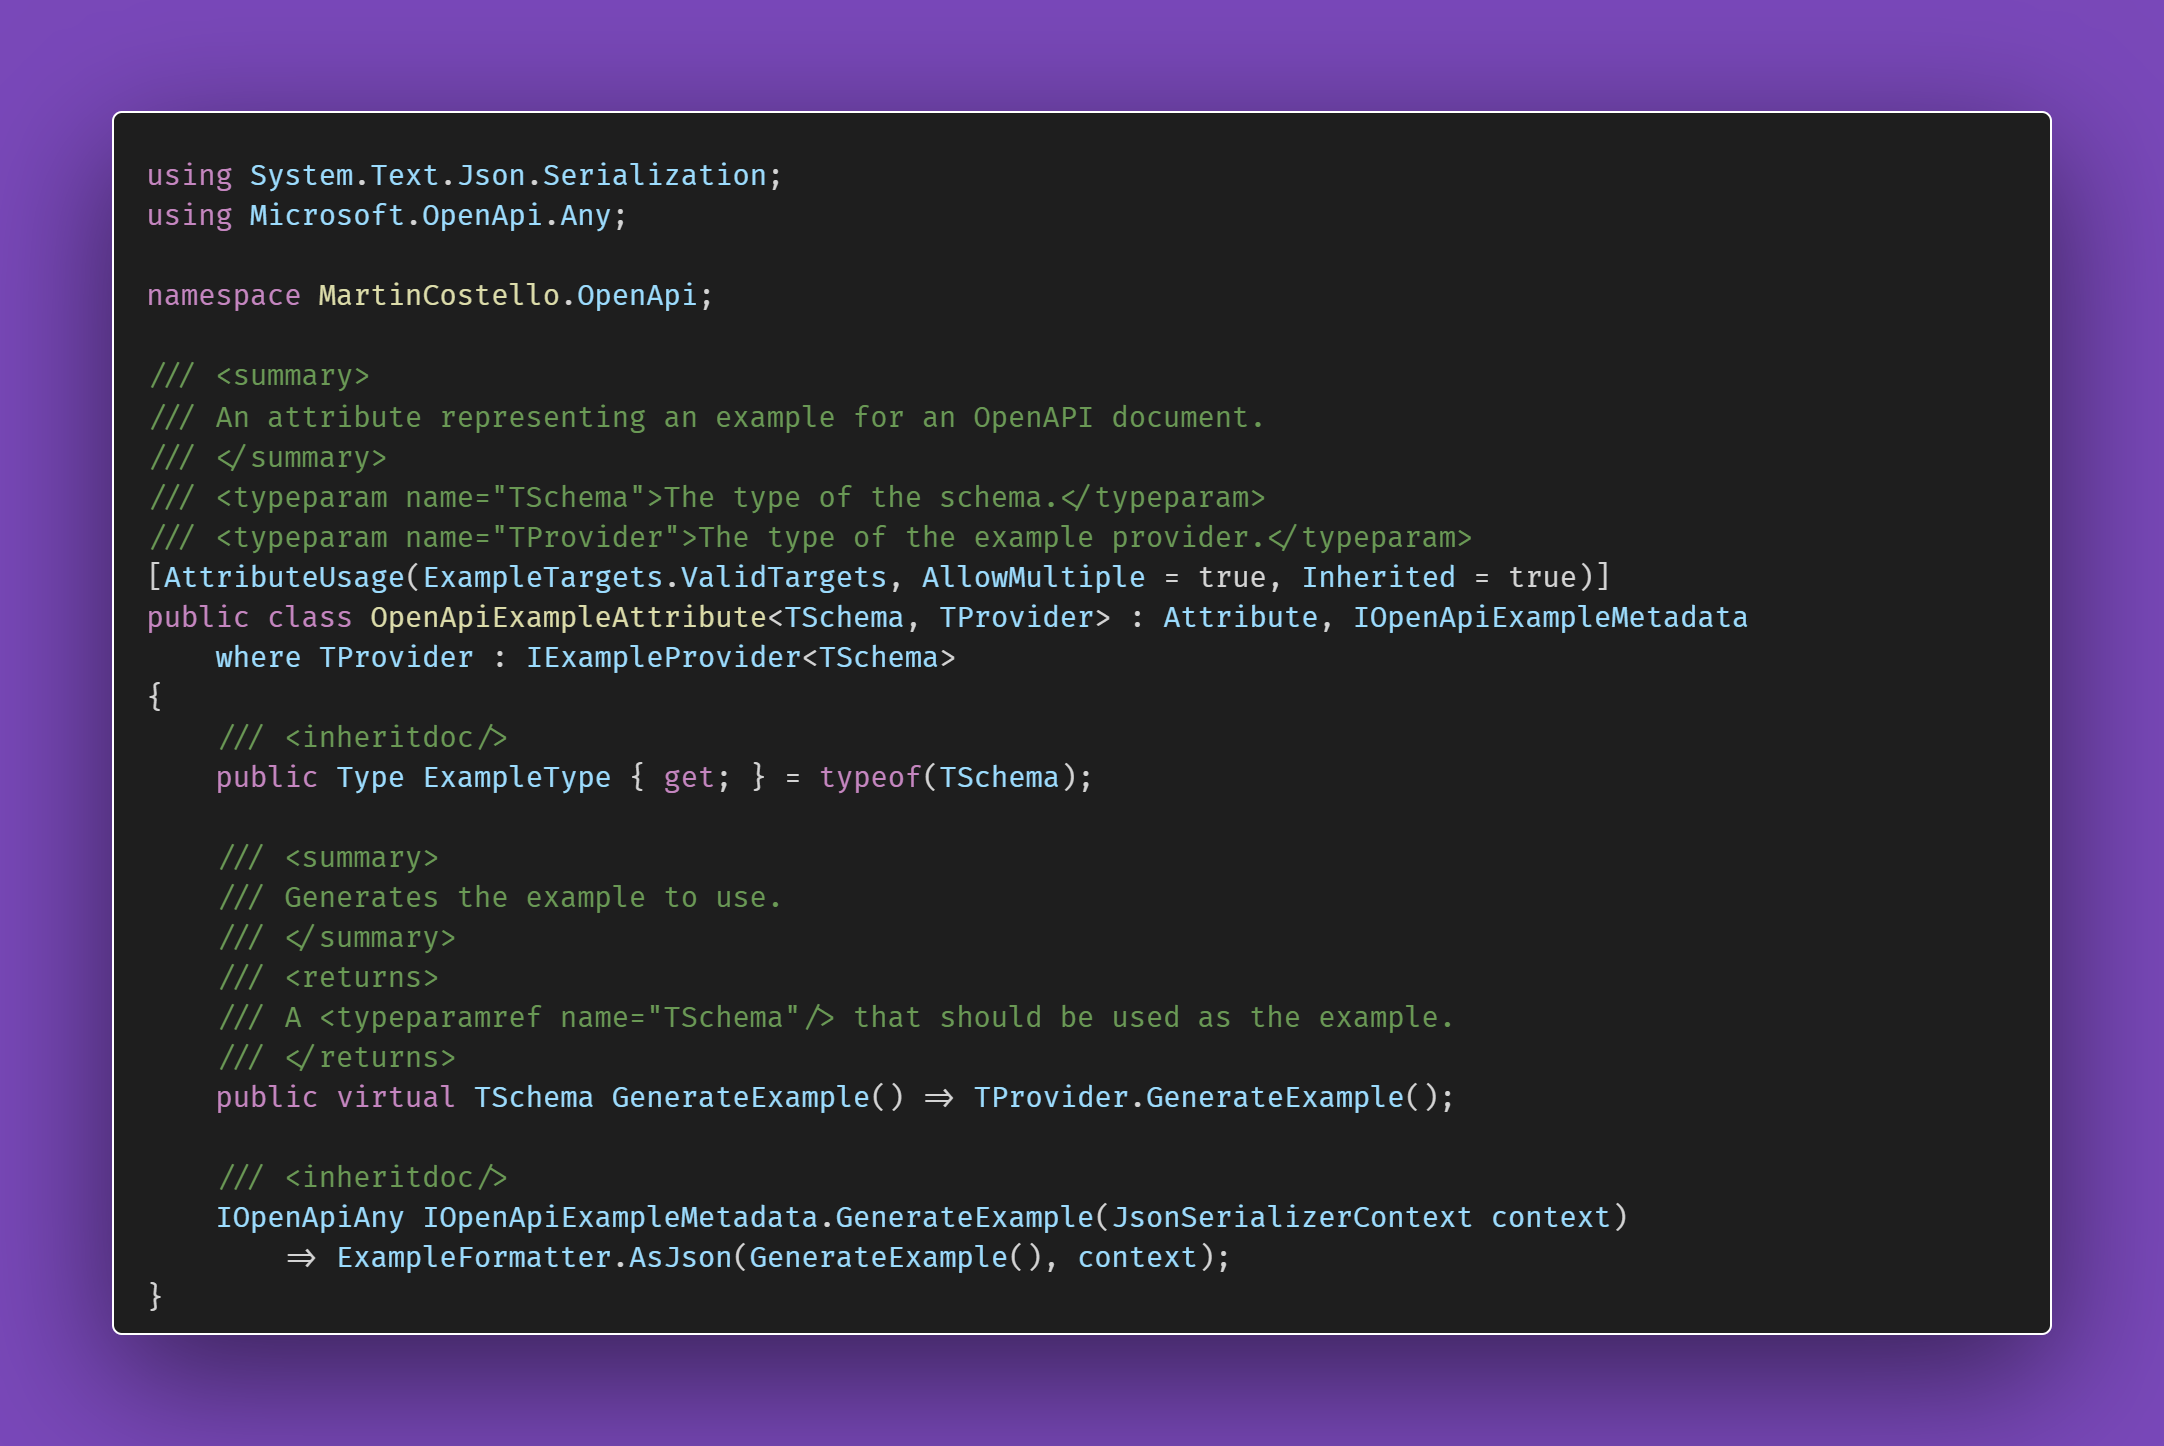 using System.Text.Json.Serialization;
using Microsoft.OpenApi.Any;

namespace MartinCostello.OpenApi;

/// <summary>
/// An attribute representing an example for an OpenAPI document.
/// </summary>
/// <typeparam name="TSchema">The type of the schema.</typeparam>
/// <typeparam name="TProvider">The type of the example provider.</typeparam>
[AttributeUsage(ExampleTargets.ValidTargets, AllowMultiple = true, Inherited = true)]
public class OpenApiExampleAttribute<TSchema, TProvider> : Attribute, IOpenApiExampleMetadata
    where TProvider : IExampleProvider<TSchema>
{
    /// <inheritdoc/>
    public Type ExampleType { get; } = typeof(TSchema);

    /// <summary>
    /// Generates the example to use.
    /// </summary>
    /// <returns>
    /// A <typeparamref name="TSchema"/> that should be used as the example.
    /// </returns>
    public virtual TSchema GenerateExample() => TProvider.GenerateExample();

    /// <inheritdoc/>
    IOpenApiAny IOpenApiExampleMetadata.GenerateExample(JsonSerializerContext context)
        => ExampleFormatter.AsJson(GenerateExample(), context);
}